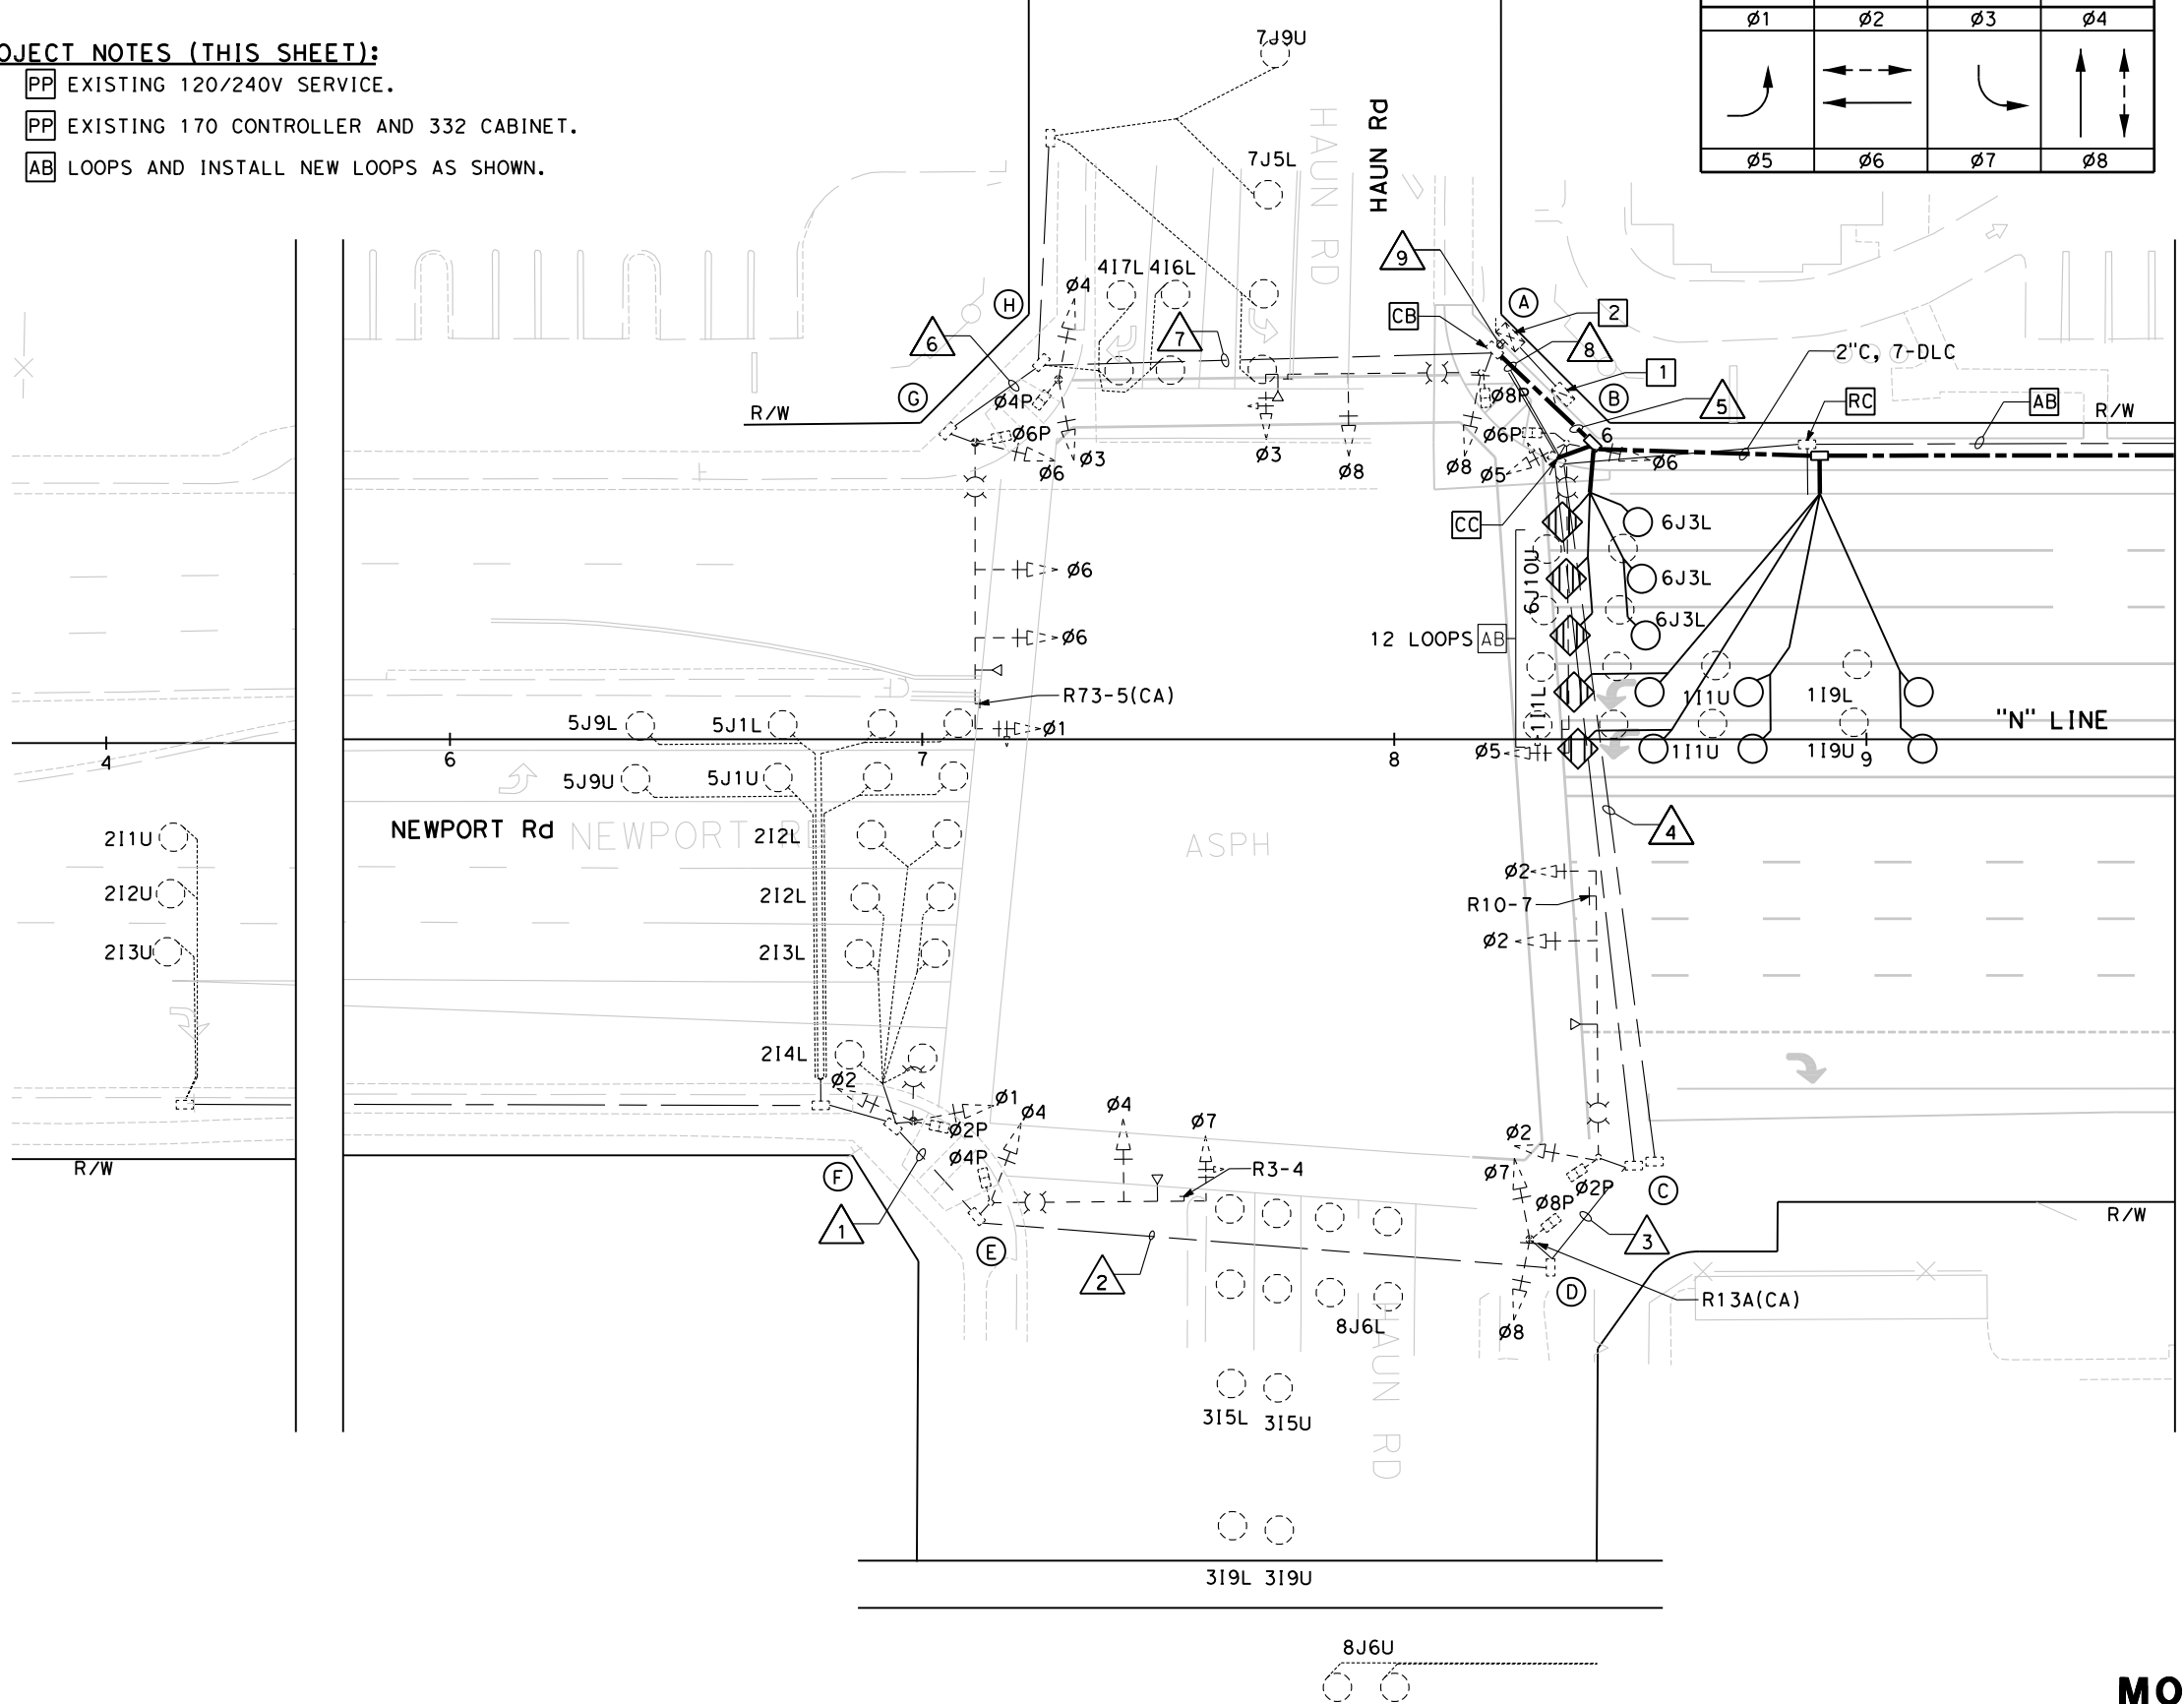 OJECT NOTES (THIS SHEET):
PP EXISTING 120/240V SERVICE.
PP EXISTING 170 CONTROLLER AND 332 CABINET.
AB LOOPS AND INSTALL NEW LOOPS AS SHOWN.
Ø1 Ø2 Ø3 Ø4
Ø5 Ø6 Ø7 Ø8
7J9U
HAUN RD
HAUN Rd
7J5L
9
4I7L 4I6L
Ø4
H
A
CB
2
6
7
8
2"C, 7-DLC
1
G
Ø4P
Ø8P
B
5
RC
AB
R/W
R/W
Ø6P
Ø6
Ø3
Ø3
Ø8
Ø8
Ø6P
6
Ø5
Ø6
CC
6J3L
6J10U
Ø6
6J3L
6
6J3L
Ø6
12 LOOPS AB
R73-5(CA)
1I1L
1I1U
1I9L
5J9L
5J1L
Ø1
"N" LINE
4
6
7
8
Ø5
1I1U
1I9U
9
5J9U
5J1U
NEWPORT Rd
NEWPORT RD
2I1U
2I2L
ASPH
4
Ø2
2I2U
2I2L
R10-7
Ø2
2I3U
2I3L
2I4L
Ø2
Ø1
Ø4
Ø4
Ø7
Ø2P
Ø4P
Ø2
Ø7
R3-4
R/W
F
Ø2P
C
Ø8P
R/W
1
E
2
3
D
R13A(CA)
8J6L
Ø8
HAUN RD
3I5L
3I5U
3I9L 3I9U
8J6U
MO